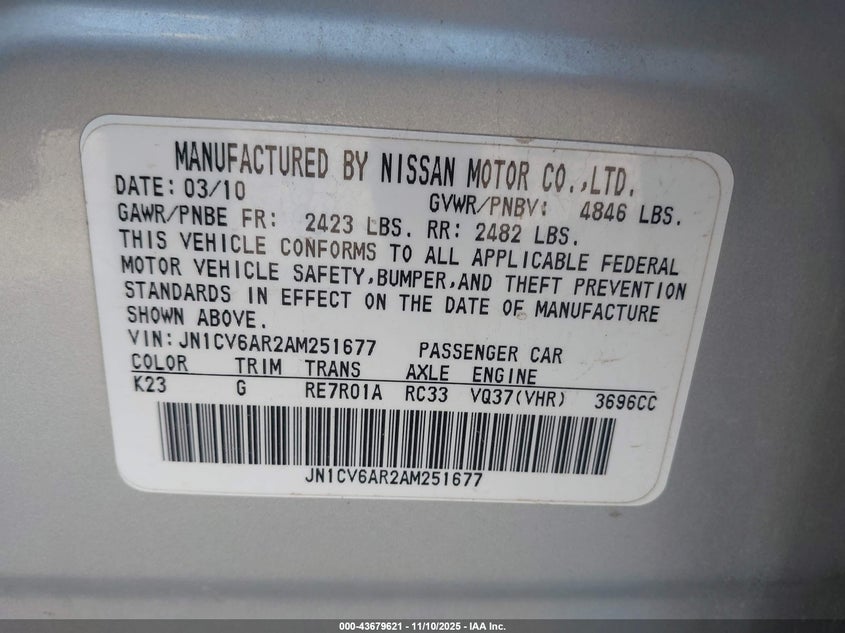 MANUFACTURED BY NISSAN MOTOR CO.,LTD.
DATE: 03/10 GVWR/PNBV: 4846 LBS.
GAWR/PNBE FR: 2423 LBS. RR: 2482 LBS.
THIS VEHICLE CONFORMS TO ALL APPLICABLE FEDERAL
MOTOR VEHICLE SAFETY,BUMPER,AND THEFT PREVENTION
STANDARDS IN EFFECT ON THE DATE OF MANUFACTURE
SHOWN ABOVE.
VIN: JN1CV6AR2AM251677 PASSENGER CAR
COLOR TRIM TRANS AXLE ENGINE
K23 G RE7R01A RC33 VQ37(VHR) 3696CC
JN1CV6AR2AM251677
000-43679621 - 11/10/2025 - IAA Inc.